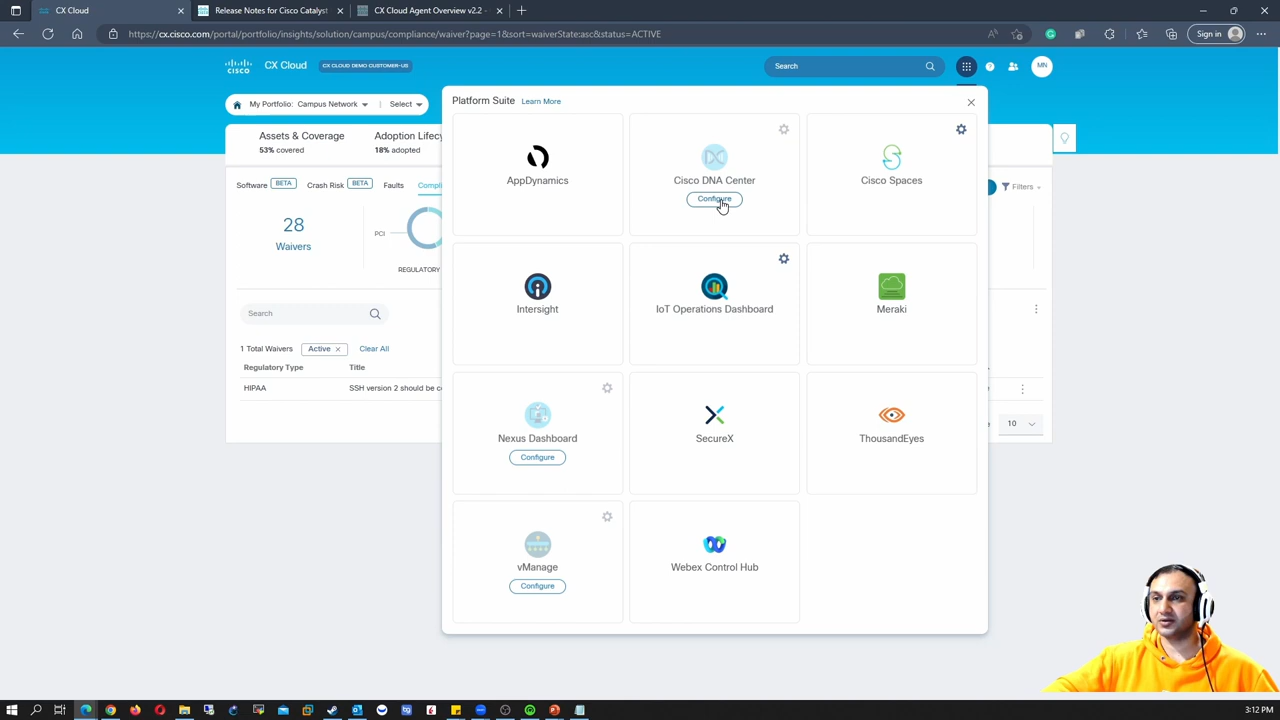 CX Cloud
Release Notes for Cisco Catalyst
CX Cloud Agent Overview v2.2 -
https://cx.cisco.com/portal/portfolio/insights/solution/campus/compliance/waiver?page=1&sort=waiverState:asc&status=ACTIVE
Sign in
CISCO
CX Cloud
CX CLOUD DEMO CUSTOMER-US
Search
MN
My Portfolio: Campus Network
Select
Assets & Coverage
53% covered
Adoption Lifecy
18% adopted
Software BETA
Crash Risk BETA
Faults
Compli
Filters
28
Waivers
PCI
REGULATORY
Search
1 Total Waivers
Active
Clear All
Regulatory Type
Title
HIPAA
SSH version 2 should be c
10
Platform Suite
Learn More
AppDynamics
Cisco DNA Center
Configure
Cisco Spaces
Intersight
IoT Operations Dashboard
Meraki
Nexus Dashboard
Configure
SecureX
ThousandEyes
vManage
Configure
Webex Control Hub
3:12 PM